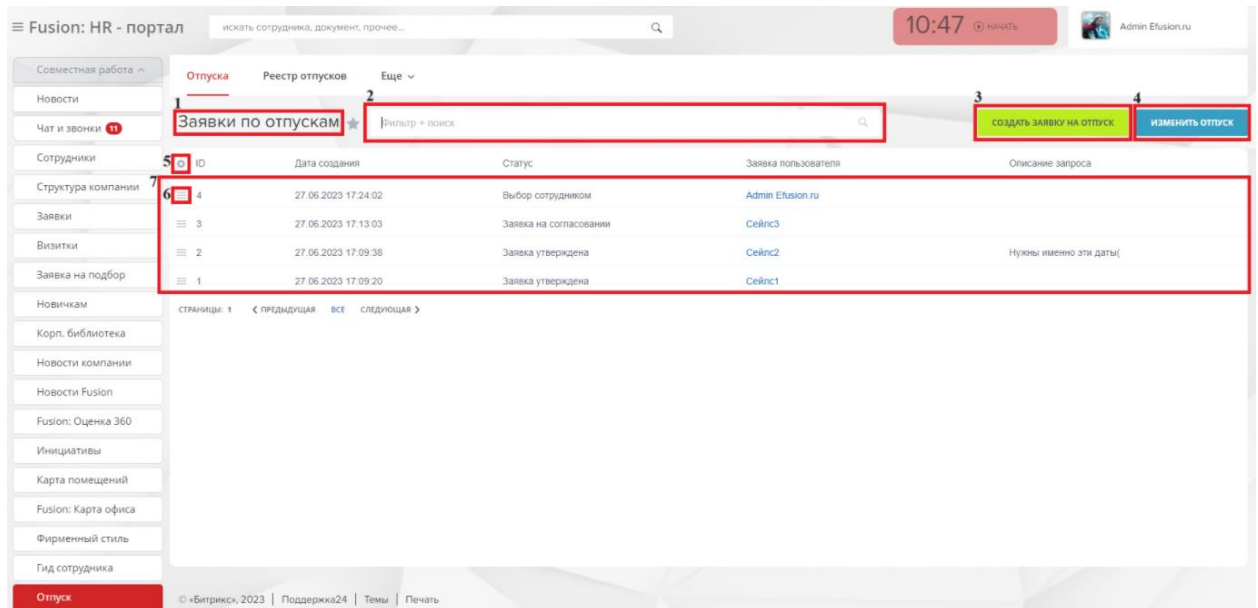 Fusion: HR - портал
искать сотрудника, документ, прочее...
10:47 НАЧАТЬ
Admin Efusion.ru
Совместная работа
Новости
Чат и звонки 11
Сотрудники
Структура компании
Заявки
Визитки
Заявка на подбор
Новичкам
Корп. библиотека
Новости компании
Новости Fusion
Fusion: Оценка 360
Инициативы
Карта помещений
Fusion: Карта офиса
Фирменный стиль
Гид сотрудника
Отпуск
Отпуска Реестр отпусков Еще
1 2 3 4
Заявки по отпускам Фильтр + поиск СОЗДАТЬ ЗАЯВКУ НА ОТПУСК ИЗМЕНИТЬ ОТПУСК
5 ID Дата создания Статус Заявка пользователя Описание запроса
7
6 4 27.06.2023 17:24:02 Выбор сотрудником Admin Efusion.ru
3 27.06.2023 17:13:03 Заявка на согласовании Сейлс3
2 27.06.2023 17:09:38 Заявка утверждена Сейлс2 Нужны именно эти даты(
1 27.06.2023 17:09:20 Заявка утверждена Сейлс1
СТРАНИЦЫ: 1 ПРЕДЫДУЩАЯ ВСЕ СЛЕДУЮЩАЯ
© «Битрикс», 2023 | Поддержка24 | Темы | Печать